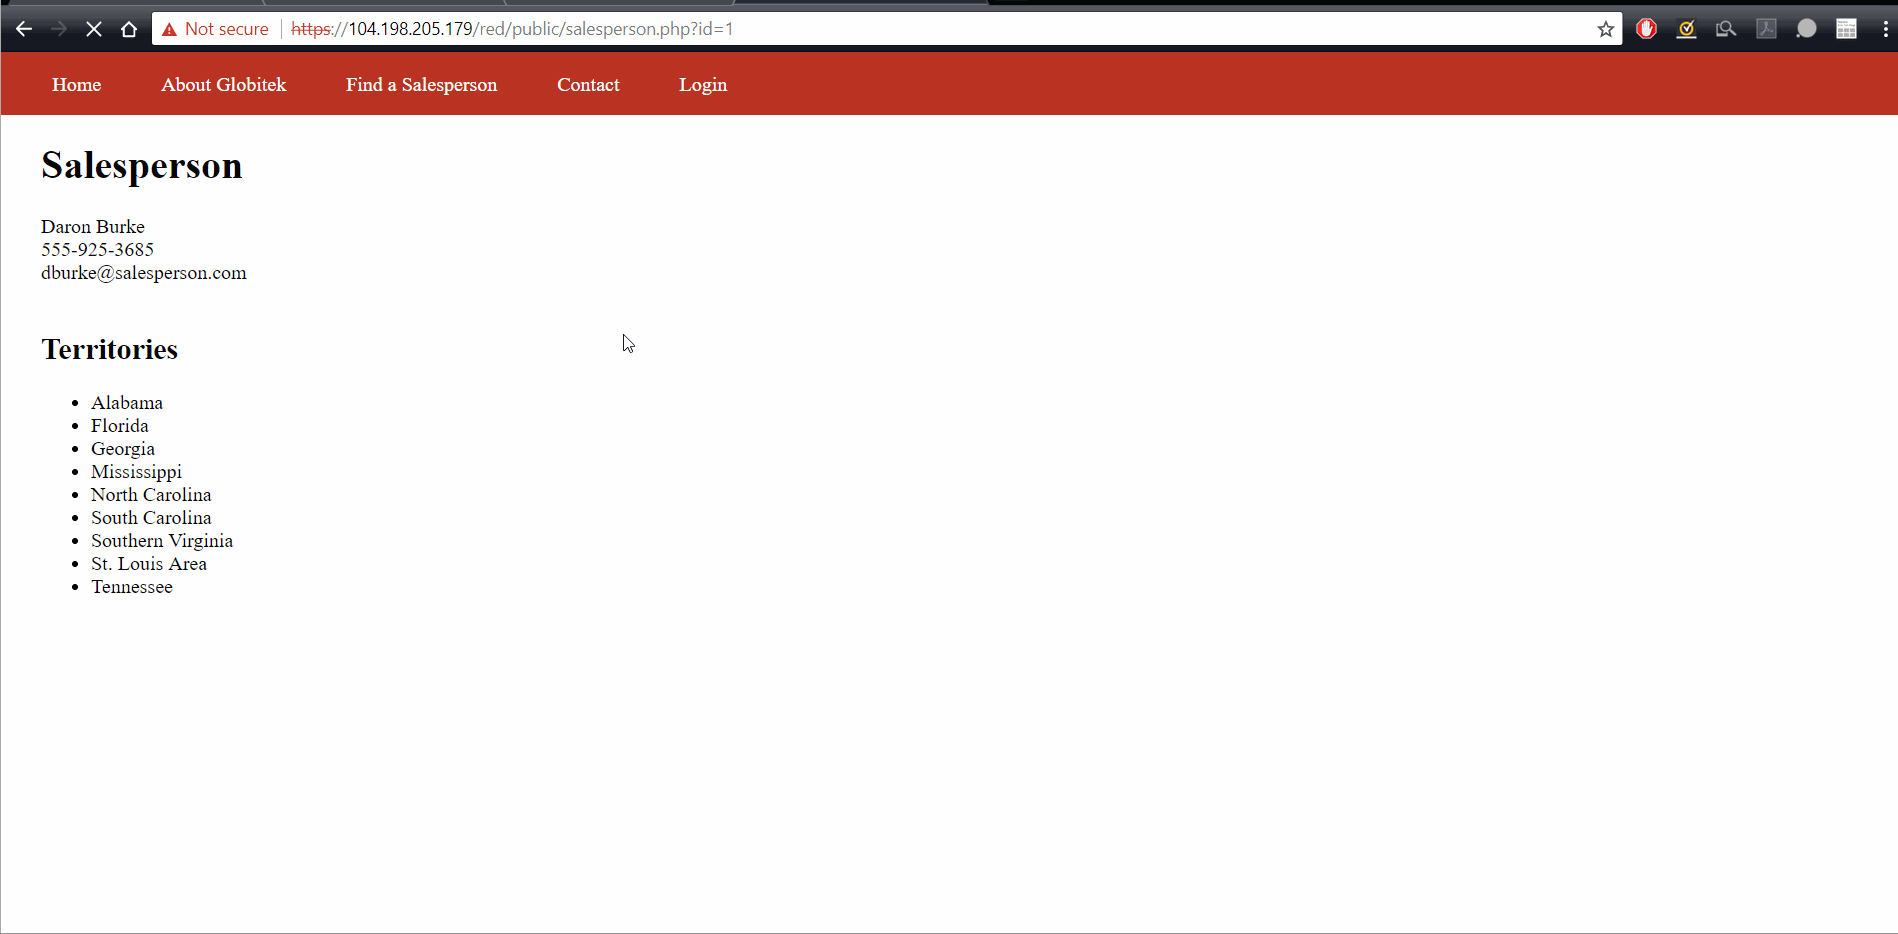 Not secure https://104.198.205.179/red/public/salesperson.php?id=1
Home About Globitek Find a Salesperson Contact Login
Salesperson
Daron Burke
555-925-3685
dburke@salesperson.com
Territories
Alabama
Florida
Georgia
Mississippi
North Carolina
South Carolina
Southern Virginia
St. Louis Area
Tennessee